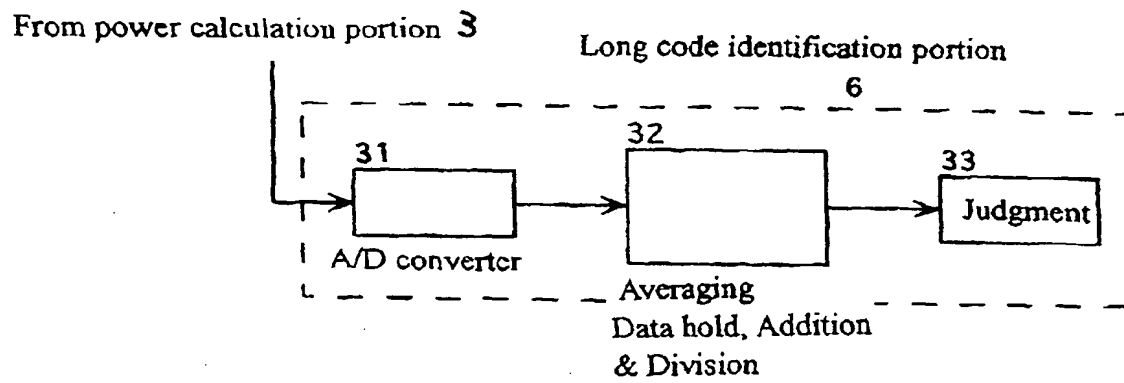 From power calculation portion 3
Long code identification portion
6
31
32
33
Judgment
A/D converter
Averaging
Data hold, Addition
& Division